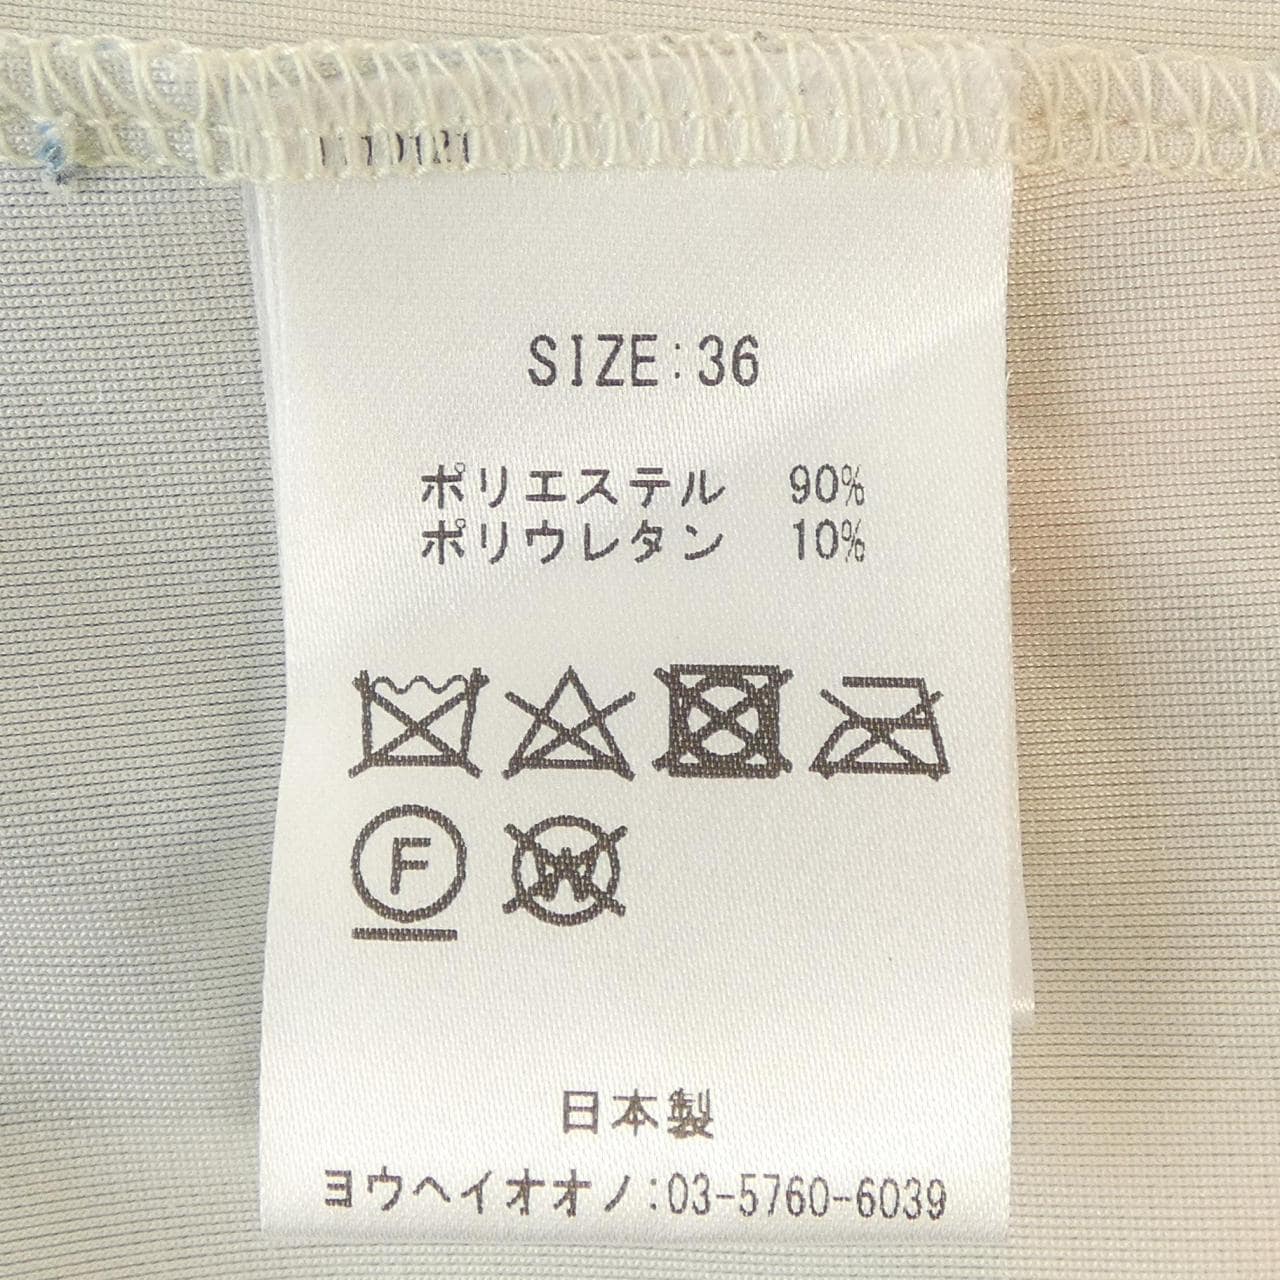 SIZE:36
ポリエステル 90%
ポリウレタン 10%
F
W
日本製
ヨウヘイオオノ:03-5760-6039